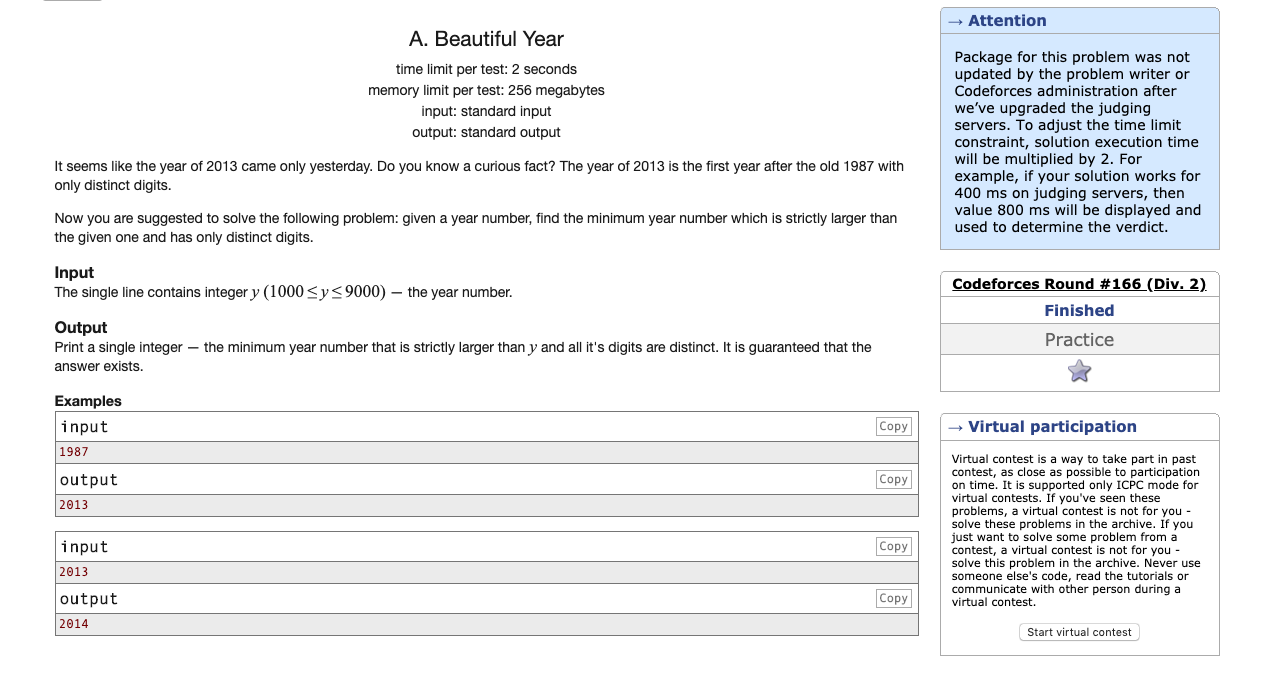 A. Beautiful Year
time limit per test: 2 seconds
memory limit per test: 256 megabytes
input: standard input
output: standard output
It seems like the year of 2013 came only yesterday. Do you know a curious fact? The year of 2013 is the first year after the old 1987 with
only distinct digits.
Now you are suggested to solve the following problem: given a year number, find the minimum year number which is strictly larger than
the given one and has only distinct digits.
Input
The single line contains integer y (1000 ≤ y ≤ 9000) — the year number.
Output
Print a single integer — the minimum year number that is strictly larger than y and all it's digits are distinct. It is guaranteed that the
answer exists.
Examples
input Copy
1987
output Copy
2013
input Copy
2013
output Copy
2014
→ Attention
Package for this problem was not
updated by the problem writer or
Codeforces administration after
we've upgraded the judging
servers. To adjust the time limit
constraint, solution execution time
will be multiplied by 2. For
example, if your solution works for
400 ms on judging servers, then
value 800 ms will be displayed and
used to determine the verdict.
Codeforces Round #166 (Div. 2)
Finished
Practice
→ Virtual participation
Virtual contest is a way to take part in past
contest, as close as possible to participation
on time. It is supported only ICPC mode for
virtual contests. If you've seen these
problems, a virtual contest is not for you -
solve these problems in the archive. If you
just want to solve some problem from a
contest, a virtual contest is not for you -
solve this problem in the archive. Never use
someone else's code, read the tutorials or
communicate with other person during a
virtual contest.
Start virtual contest